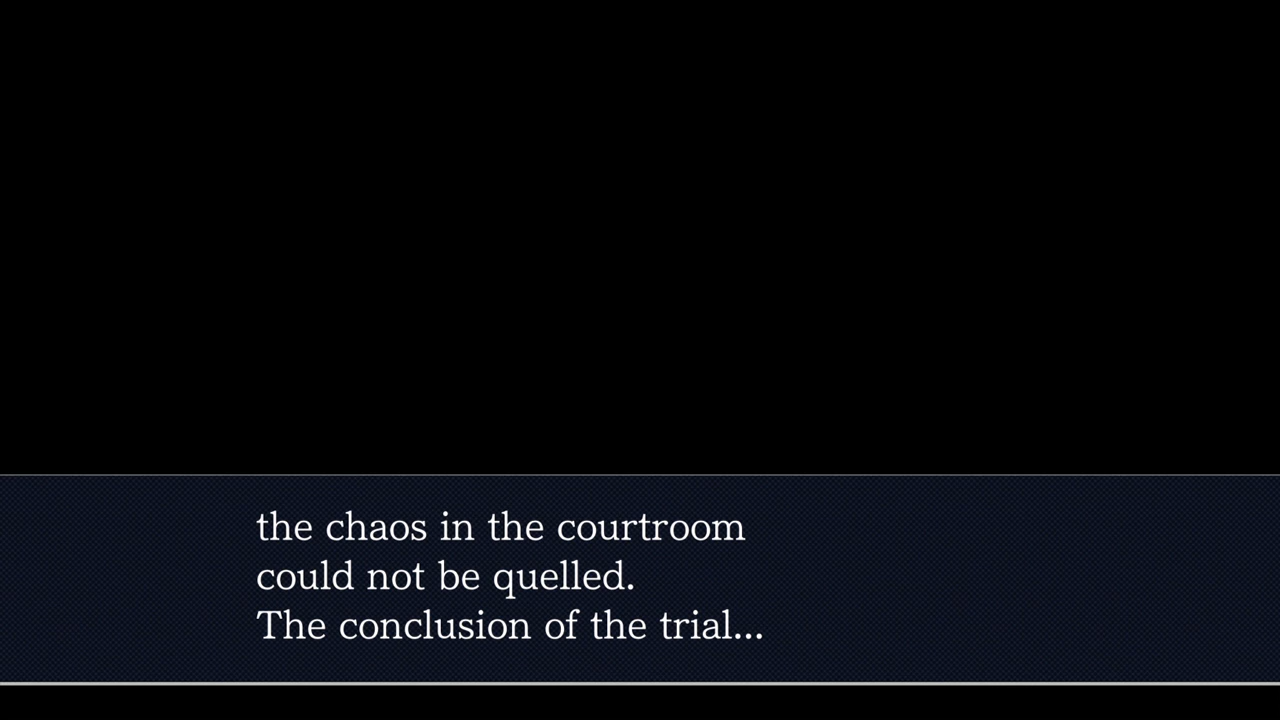 the chaos in the courtroom
could not be quelled.
The conclusion of the trial...